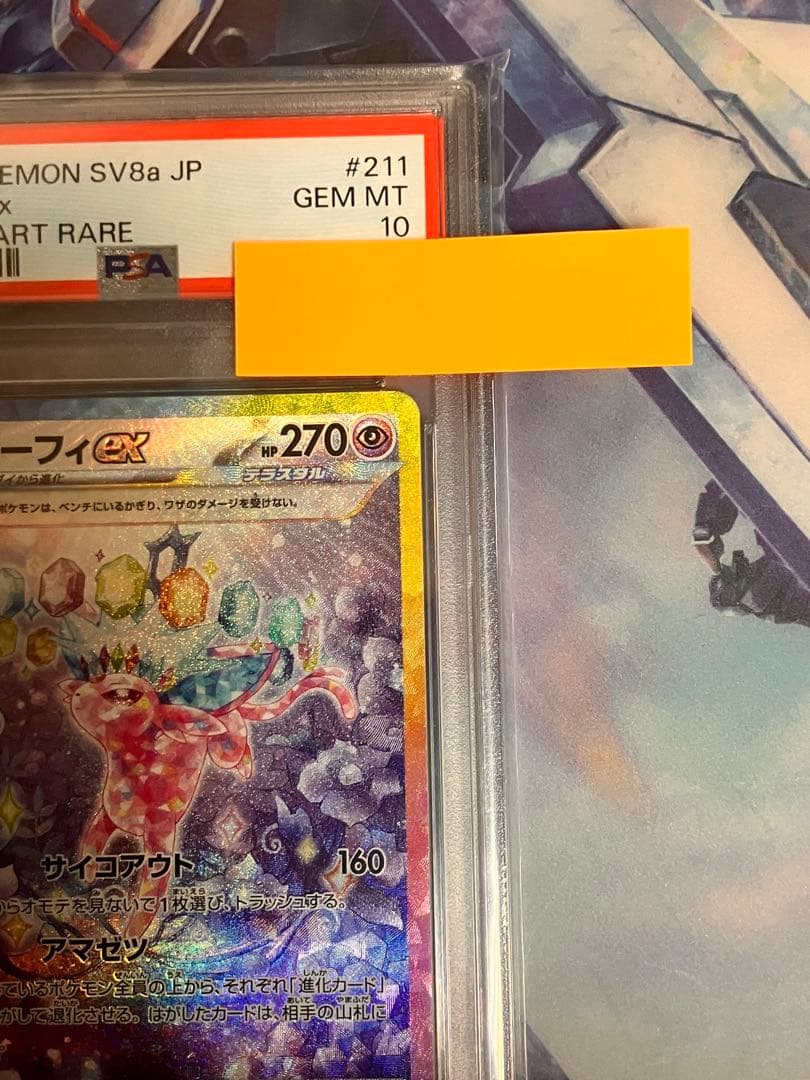 EMON SV8a JP #211
x GEM MT
ART RARE 10
PSA
ーフィex HP270
イから進化 テラスタル
ポケモンは、ベンチにいるかぎり、ワザのダメージを受けない。
サイコアウト 160
からオモテを見ないで1枚選び、トラッシュする。
アマゼツ
ているポケモン全員の上から、それぞれ「進化カード」
がして退化させる。はがしたカードは、相手の山札に